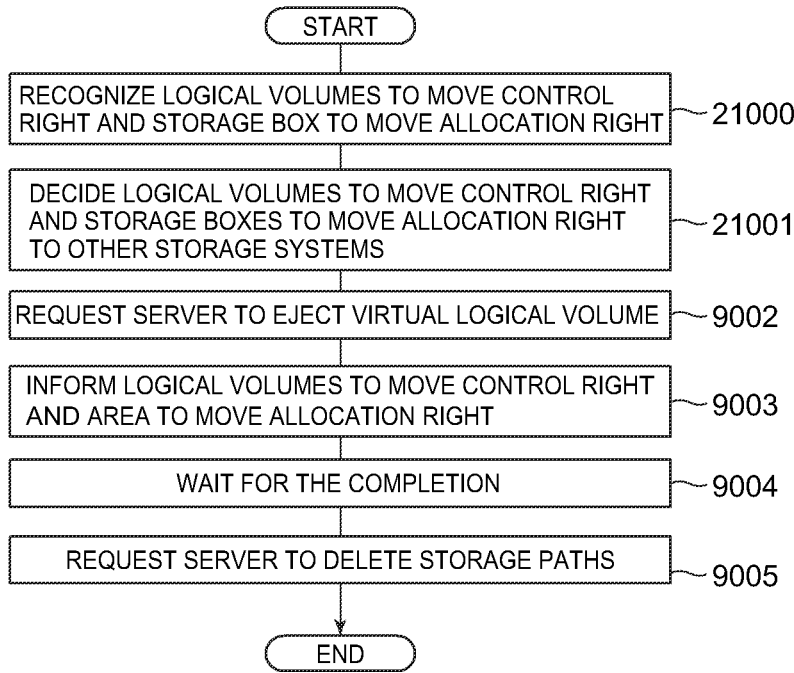 START
RECOGNIZE LOGICAL VOLUMES TO MOVE CONTROL
RIGHT AND STORAGE BOX TO MOVE ALLOCATION RIGHT
21000
DECIDE LOGICAL VOLUMES TO MOVE CONTROL RIGHT
AND STORAGE BOXES TO MOVE ALLOCATION RIGHT
TO OTHER STORAGE SYSTEMS
21001
REQUEST SERVER TO EJECT VIRTUAL LOGICAL VOLUME
9002
INFORM LOGICAL VOLUMES TO MOVE CONTROL RIGHT
AND AREA TO MOVE ALLOCATION RIGHT
9003
WAIT FOR THE COMPLETION
9004
REQUEST SERVER TO DELETE STORAGE PATHS
9005
END